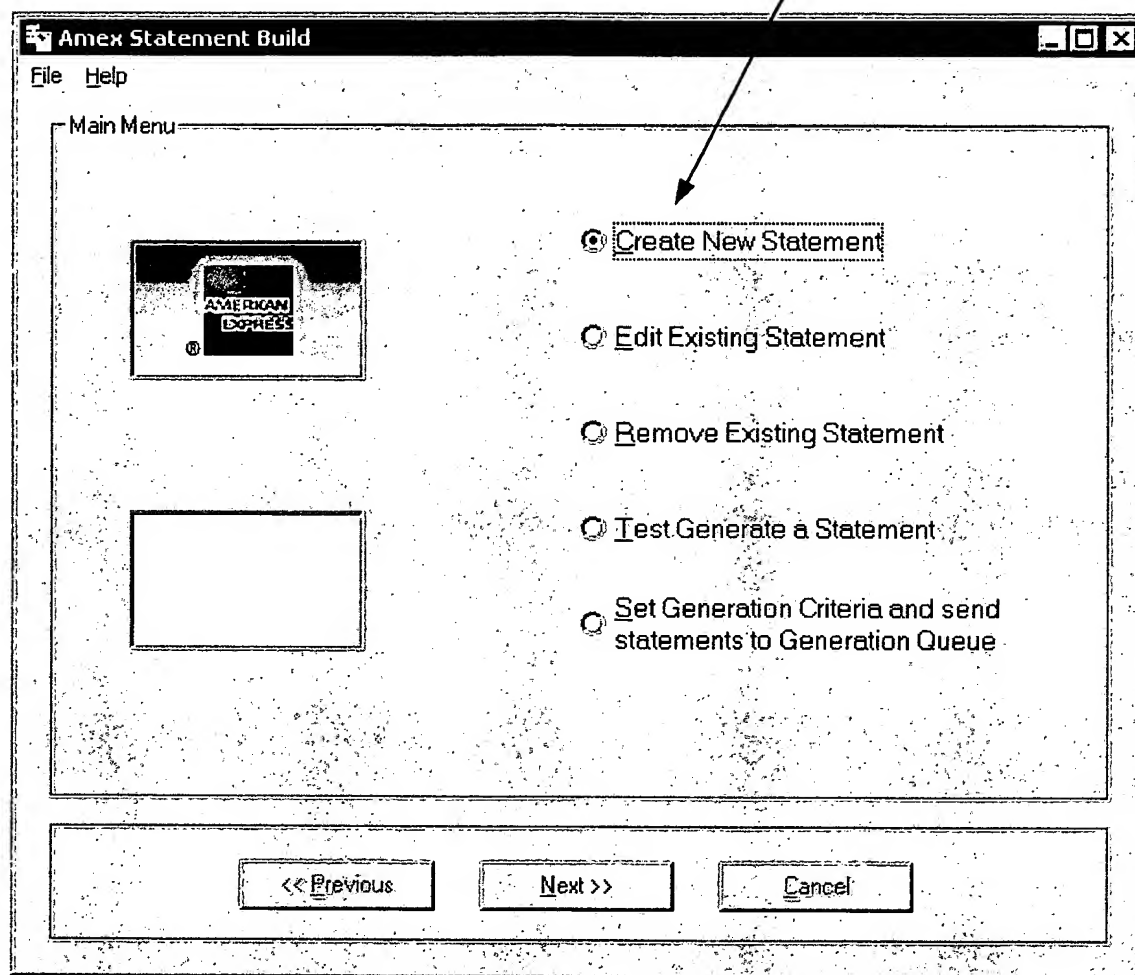 Amex Statement Build
File Help
Main Menu
AMERICAN
EXPRESS
®
Create New Statement
Edit Existing Statement
Remove Existing Statement
Test Generate a Statement
Set Generation Criteria and send
statements to Generation Queue
<< Previous
Next >>
Cancel